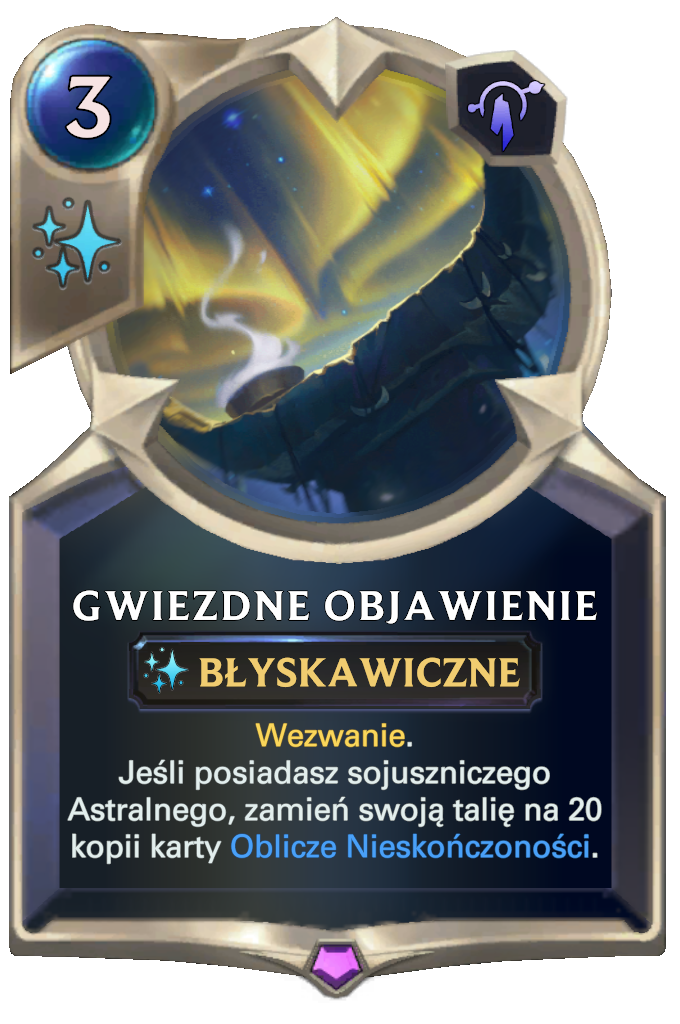 3
GWIEZDNE OBJAWIENIE
BŁYSKAWICZNE
Wezwanie.
Jeśli posiadasz sojuszniczego
Astralnego, zamień swoją talię na 20
kopii karty Oblicze Nieskończoności.